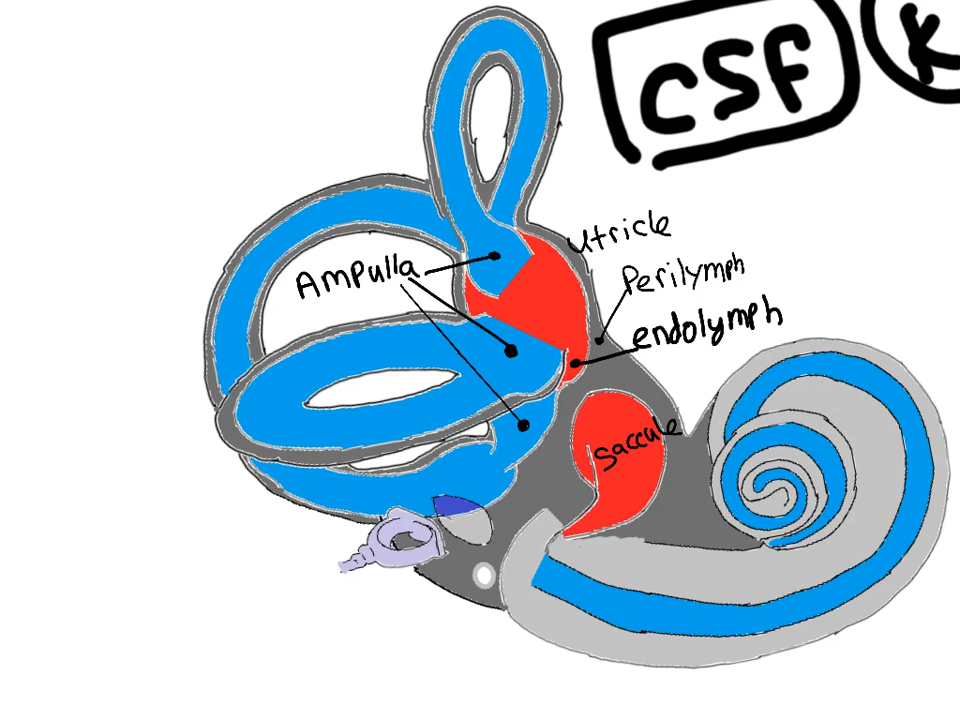 CSF
K
Utricle
Ampulla
Perilymph
endolymph
Saccule